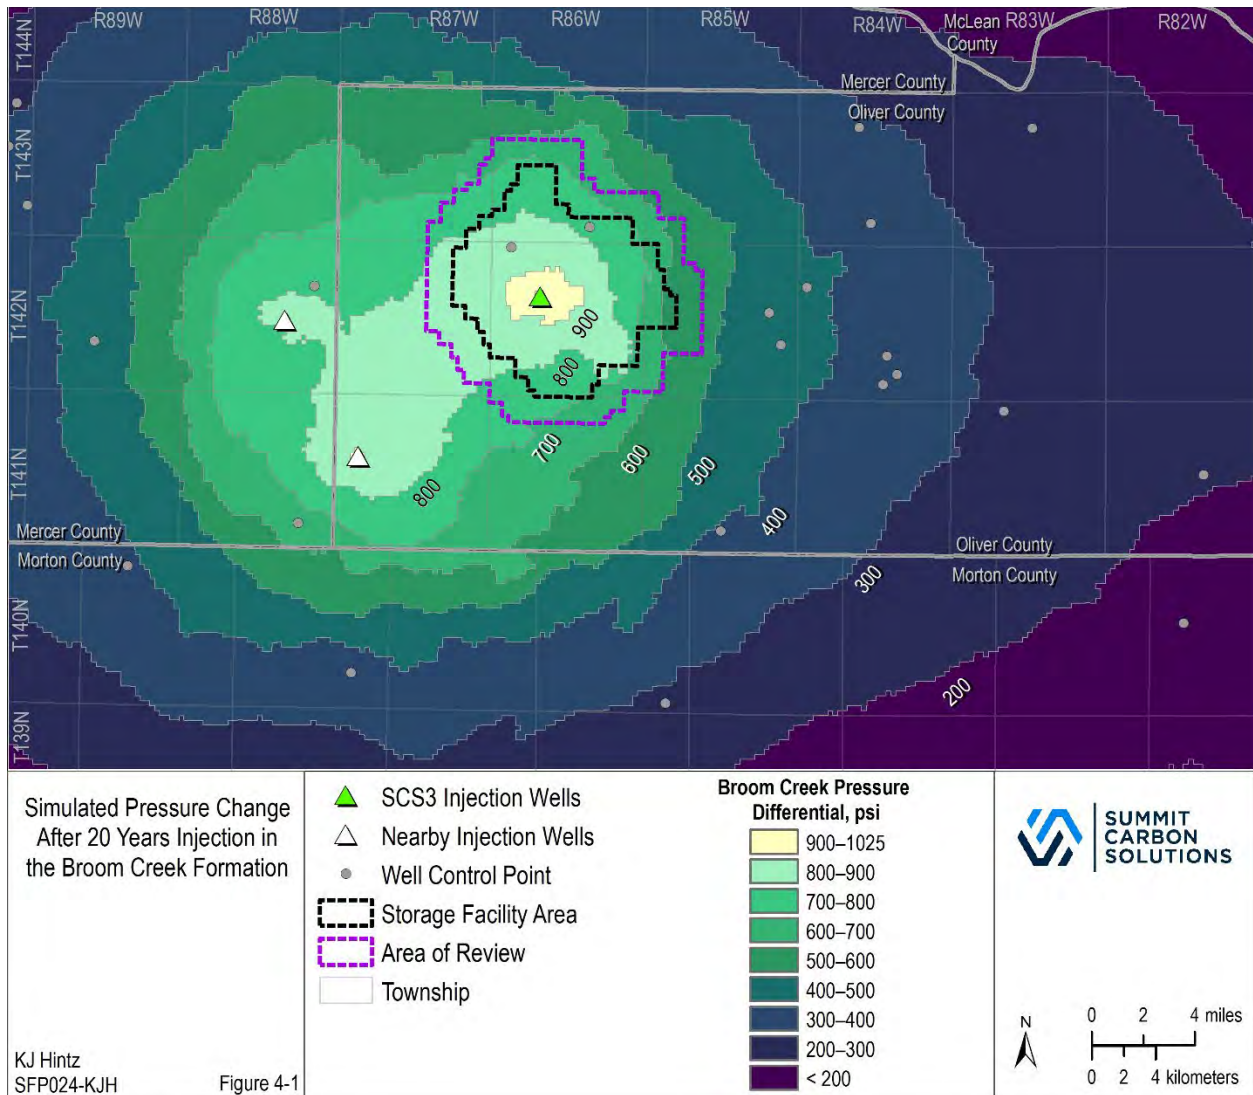 R89W
R88W
R87W
R86W
R85W
R84W
McLean
County
R83W
R82W
T144N
Mercer County
Oliver County
T143N
T142N
900
800
700
600
500
800
400
T141N
Mercer County
Morton County
Oliver County
Morton County
300
T140N
200
T139N
Simulated Pressure Change
After 20 Years Injection in
the Broom Creek Formation
KJ Hintz
SFP024-KJH
Figure 4-1
SCS3 Injection Wells
Nearby Injection Wells
Well Control Point
Storage Facility Area
Area of Review
Township
Broom Creek Pressure
Differential, psi
900–1025
800–900
700–800
600–700
500–600
400–500
300–400
200–300
< 200
SUMMIT
CARBON
SOLUTIONS
N
0 2 4 miles
0 2 4 kilometers